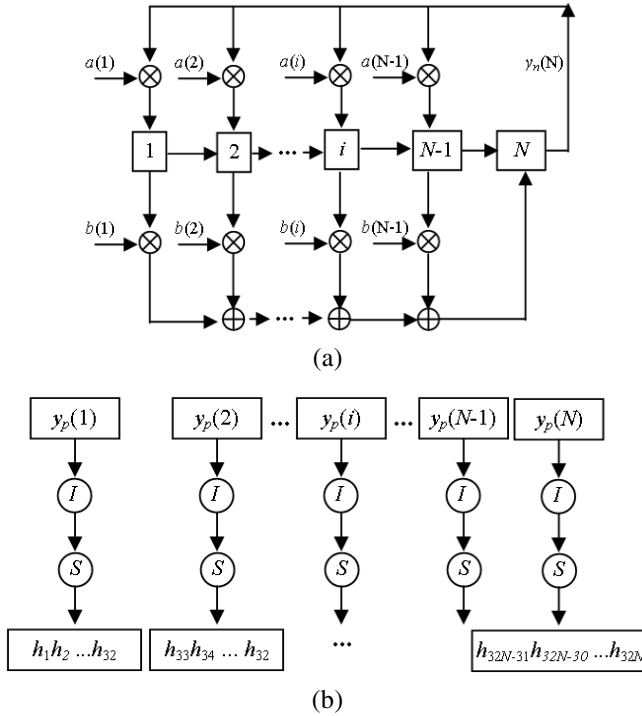 a(1) a(2) a(i) a(N-1) yₙ(N)
1 2 ... i N-1 N
b(1) b(2) b(i) b(N-1)
...
(a)
yₚ(1) yₚ(2) ... yₚ(i) ... yₚ(N-1) yₚ(N)
I I I I I
S S S S S
h₁h₂ ...h₃₂ h₃₃h₃₄ ... h₃₂ ... h₃₂N₋₃₁h₃₂N₋₃₀ ...h₃₂N
(b)